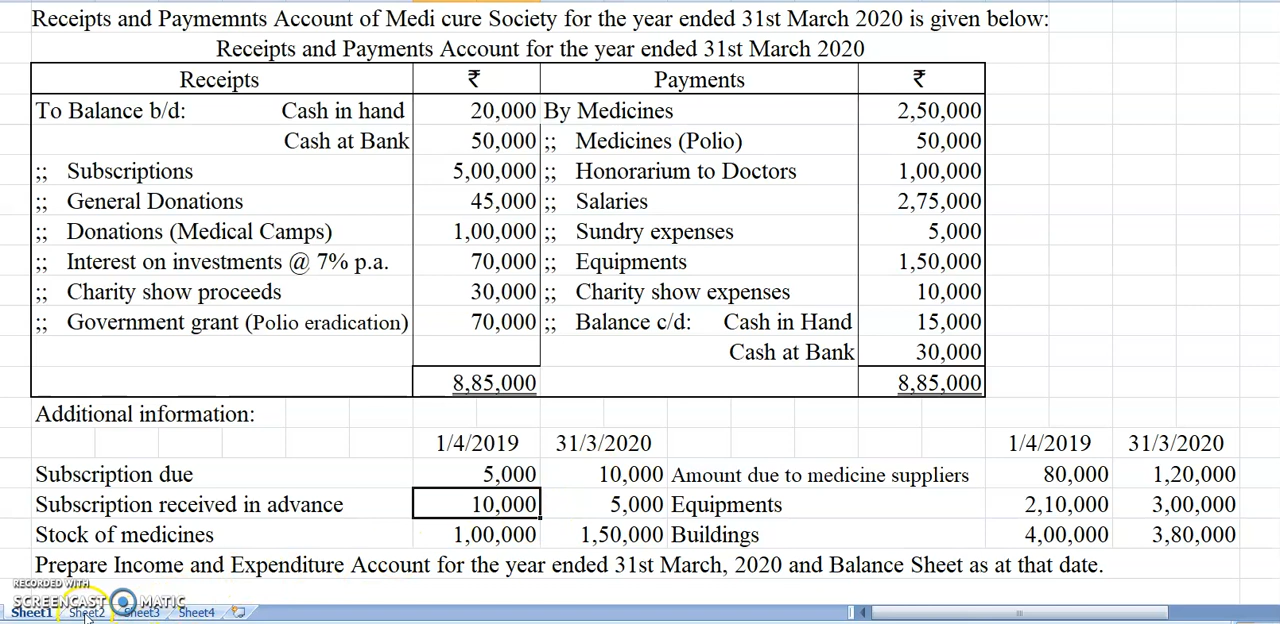 Receipts and Paymemnts Account of Medi cure Society for the year ended 31st March 2020 is given below:
Receipts and Payments Account for the year ended 31st March 2020
Receipts ₹ Payments ₹
To Balance b/d: Cash in hand 20,000 By Medicines 2,50,000
Cash at Bank 50,000 ;; Medicines (Polio) 50,000
;; Subscriptions 5,00,000 ;; Honorarium to Doctors 1,00,000
;; General Donations 45,000 ;; Salaries 2,75,000
;; Donations (Medical Camps) 1,00,000 ;; Sundry expenses 5,000
;; Interest on investments @ 7% p.a. 70,000 ;; Equipments 1,50,000
;; Charity show proceeds 30,000 ;; Charity show expenses 10,000
;; Government grant (Polio eradication) 70,000 ;; Balance c/d: Cash in Hand 15,000
Cash at Bank 30,000
8,85,000 8,85,000
Additional information:
1/4/2019 31/3/2020 1/4/2019 31/3/2020
Subscription due 5,000 10,000 Amount due to medicine suppliers 80,000 1,20,000
Subscription received in advance 10,000 5,000 Equipments 2,10,000 3,00,000
Stock of medicines 1,00,000 1,50,000 Buildings 4,00,000 3,80,000
Prepare Income and Expenditure Account for the year ended 31st March, 2020 and Balance Sheet as at that date.
RECORDED WITH
SCREENCAST MATIC
Sheet1 Sheet2 Sheet3 Sheet4